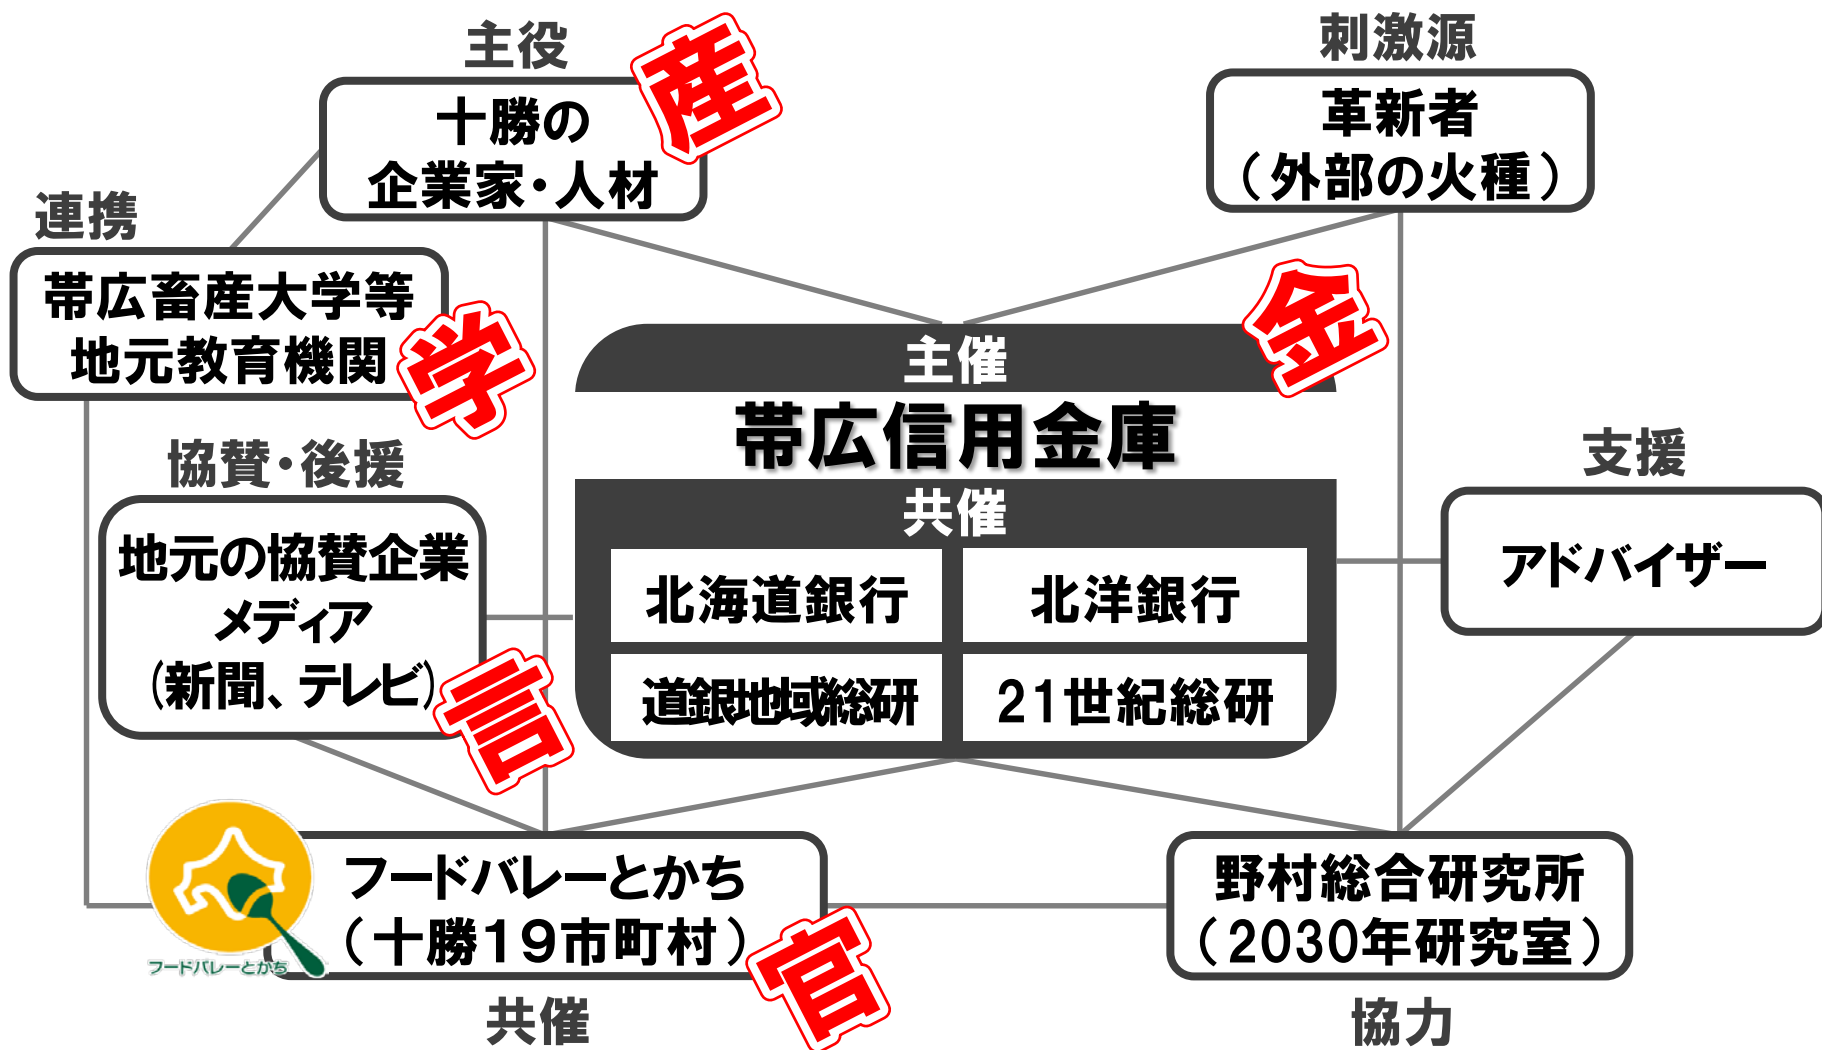 主役
産
十勝の
企業家・人材
刺激源
革新者
（外部の火種）
連携
帯広畜産大学等
地元教育機関
学
金
主催
帯広信用金庫
共催
北海道銀行
北洋銀行
道銀地域総研
21世紀総研
協賛・後援
地元の協賛企業
メディア
(新聞、テレビ)
言
支援
アドバイザー
フードバレーとかち
フードバレーとかち
（十勝19市町村）
官
共催
野村総合研究所
（2030年研究室）
協力